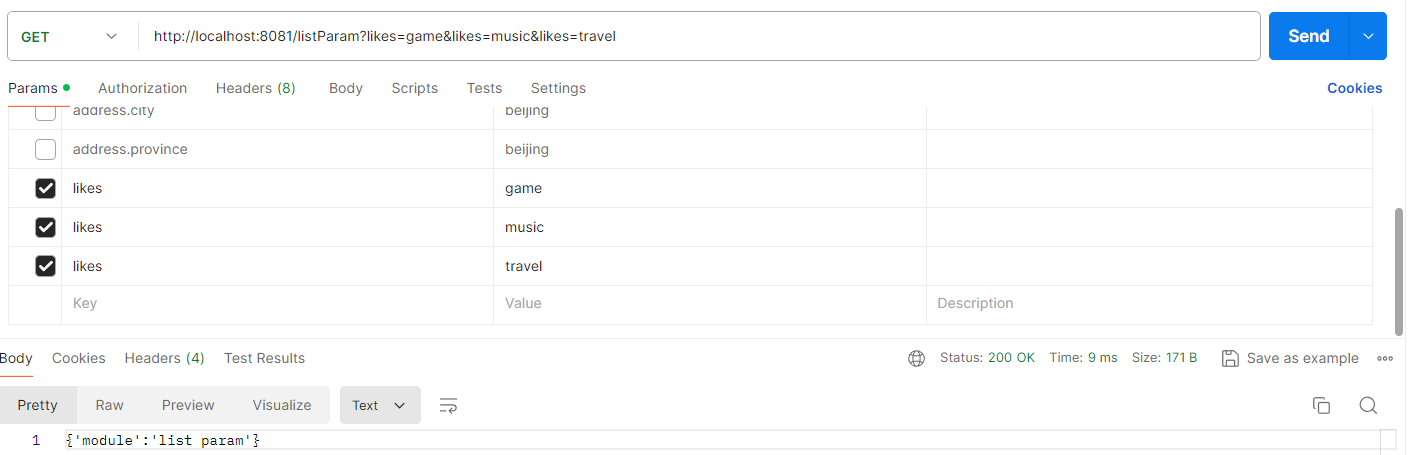 GET http://localhost:8081/listParam?likes=game&likes=music&likes=travel Send
Params Authorization Headers (8) Body Scripts Tests Settings Cookies
address.city beijing
address.province beijing
likes game
likes music
likes travel
Key Value Description
Body Cookies Headers (4) Test Results Status: 200 OK Time: 9 ms Size: 171 B Save as example
Pretty Raw Preview Visualize Text
1 {'module':'list param'}